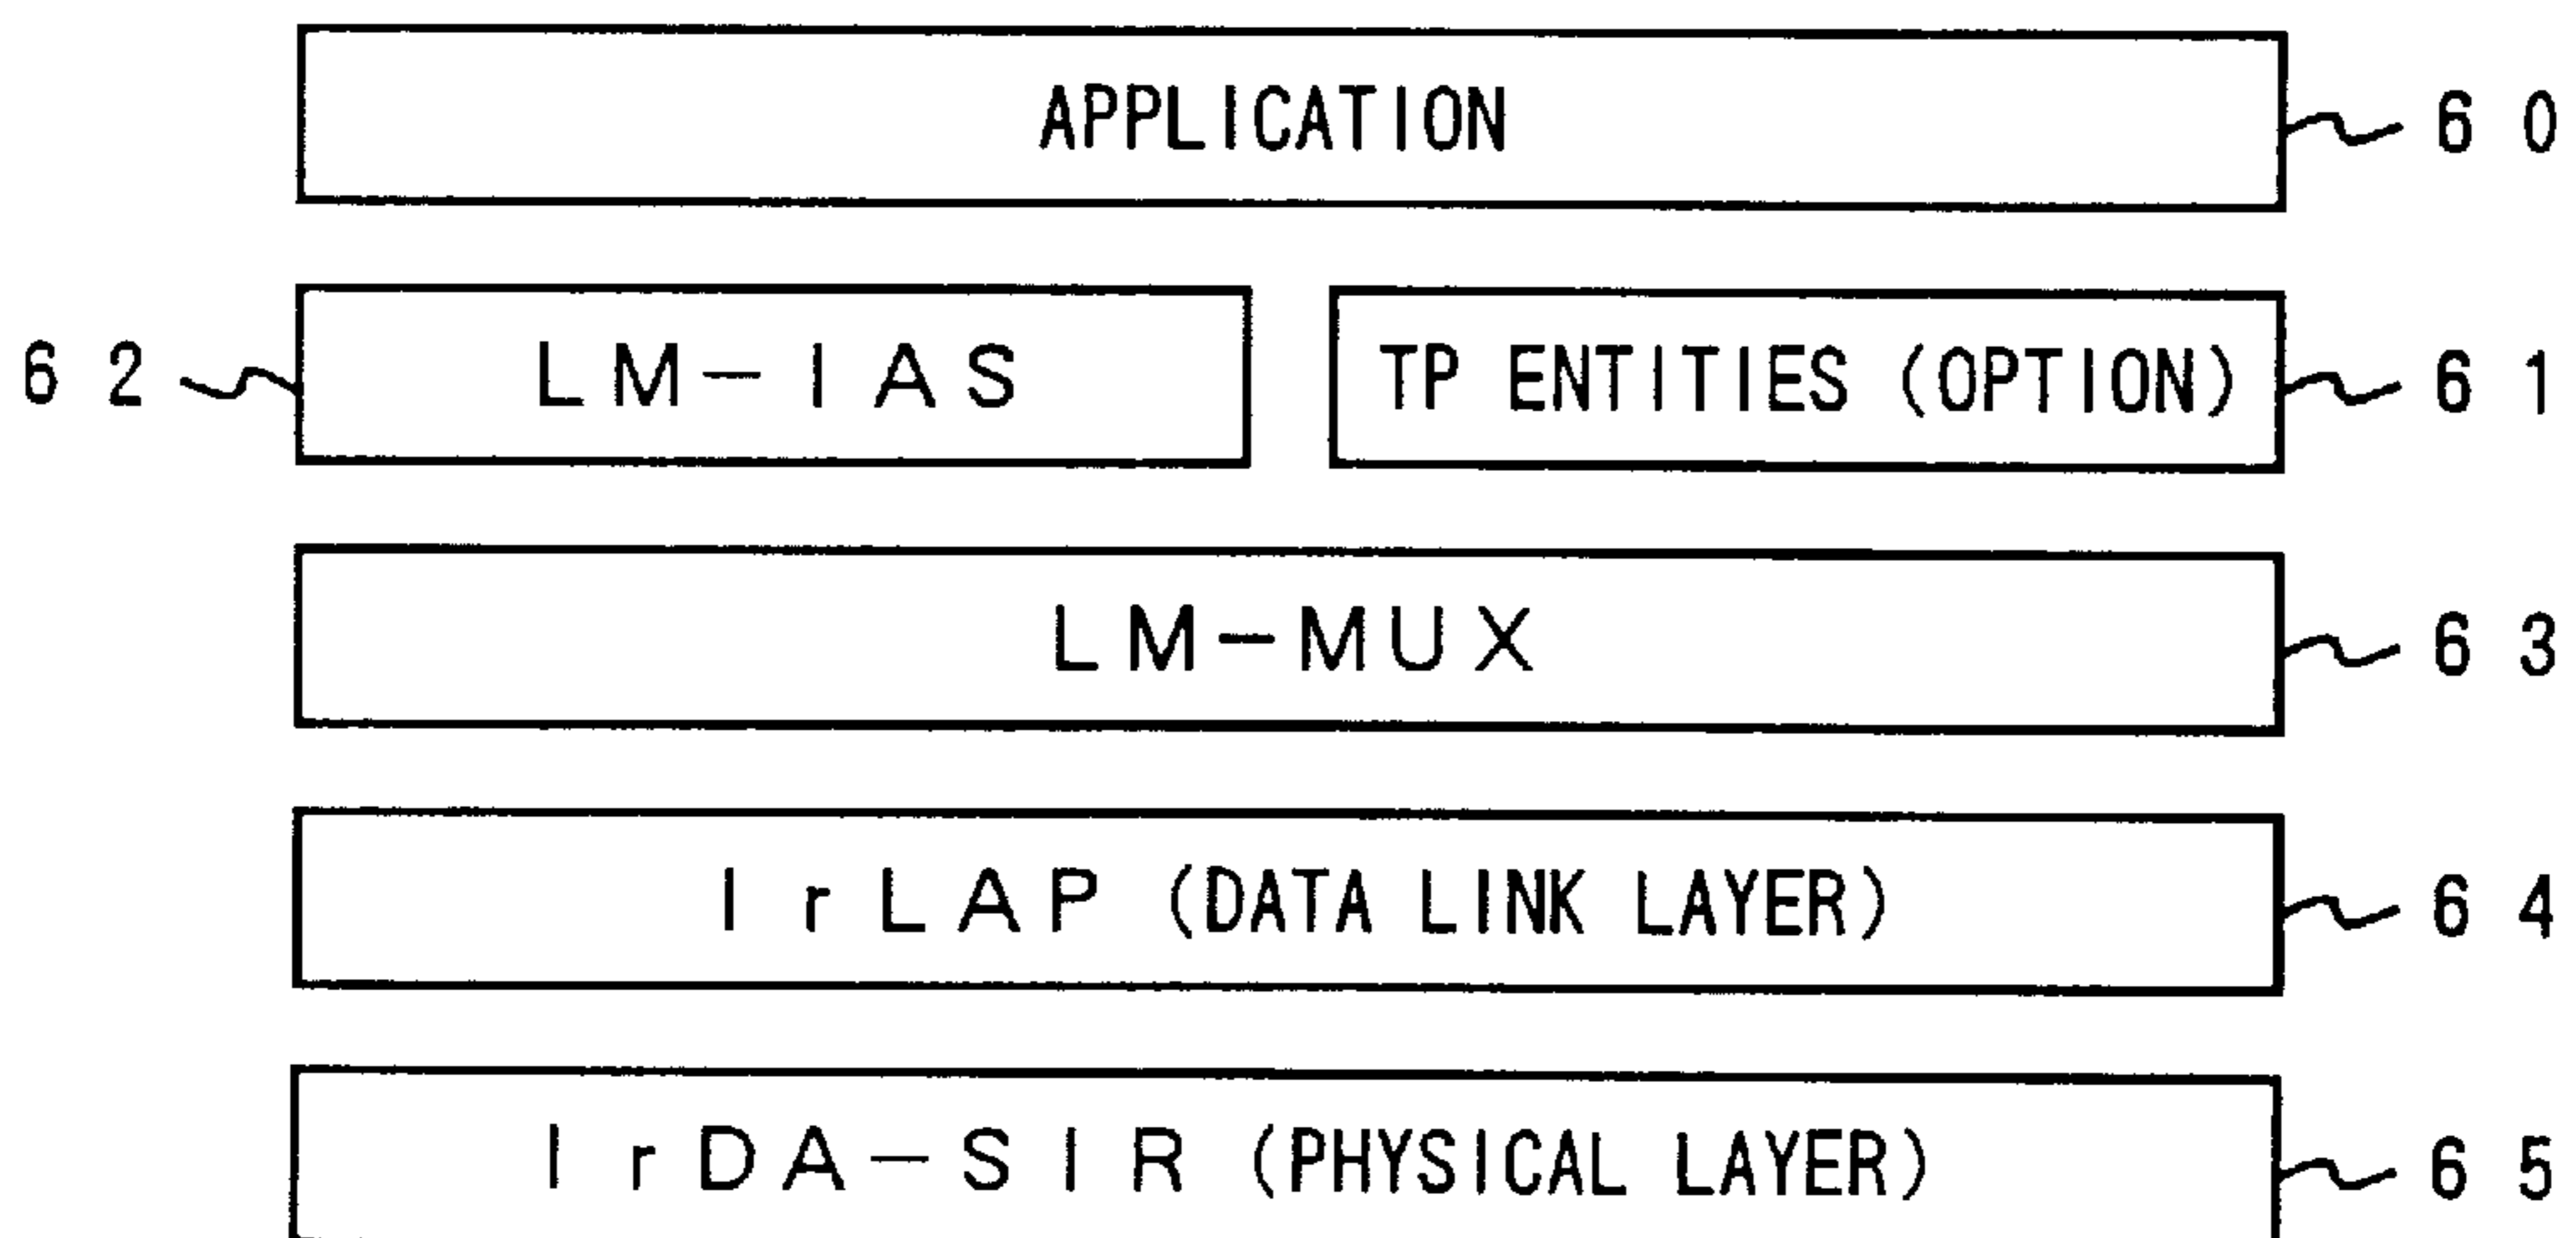 APPLICATION 60
62 LM-IAS TP ENTITIES (OPTION) 61
LM-MUX 63
IrLAP (DATA LINK LAYER) 64
IrDA-SIR (PHYSICAL LAYER) 65